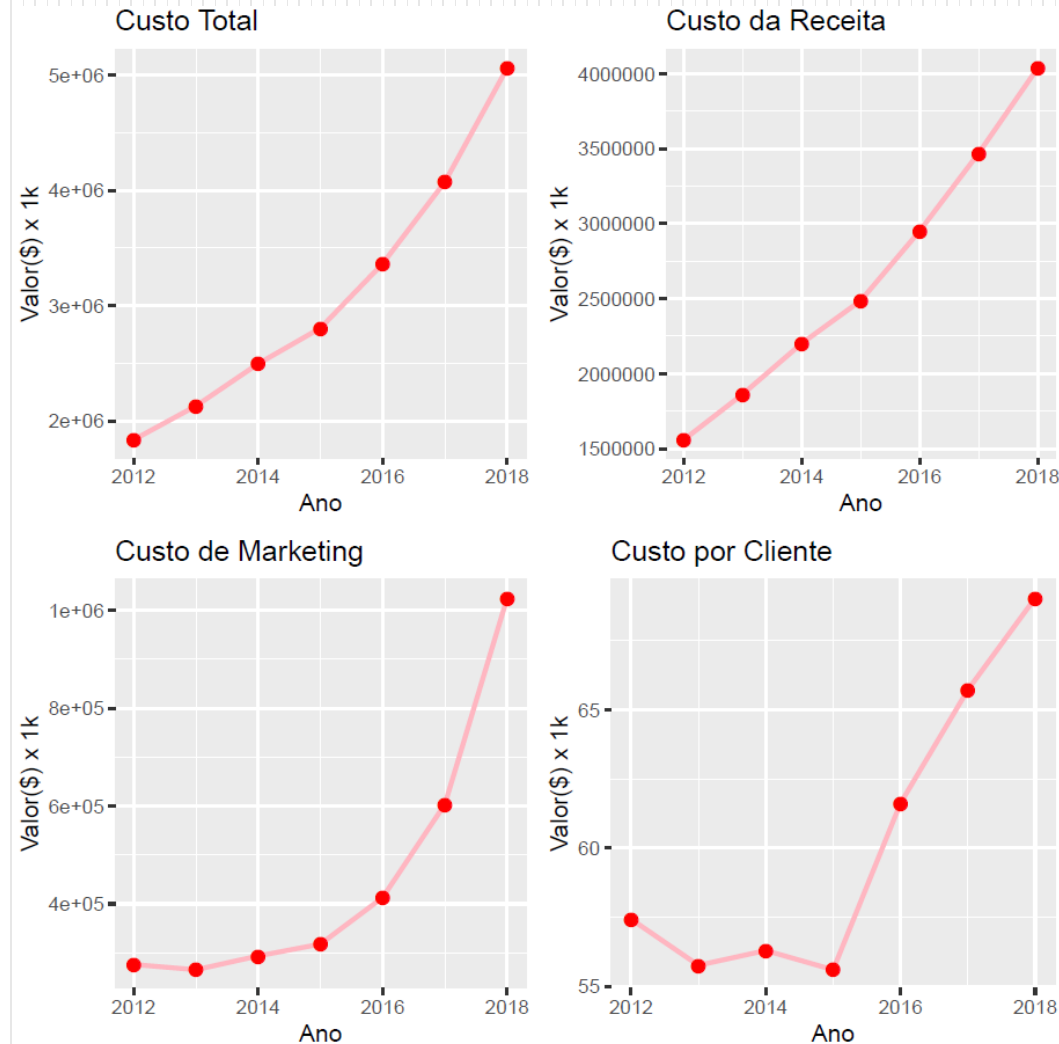 Custo Total
Valor($) x 1k
5e+06
4e+06
3e+06
2e+06
2012 2014 2016 2018
Ano
Custo da Receita
Valor($) x 1k
4000000
3500000
3000000
2500000
2000000
1500000
2012 2014 2016 2018
Ano
Custo de Marketing
Valor($) x 1k
1e+06
8e+05
6e+05
4e+05
2012 2014 2016 2018
Ano
Custo por Cliente
Valor($) x 1k
65
60
55
2012 2014 2016 2018
Ano